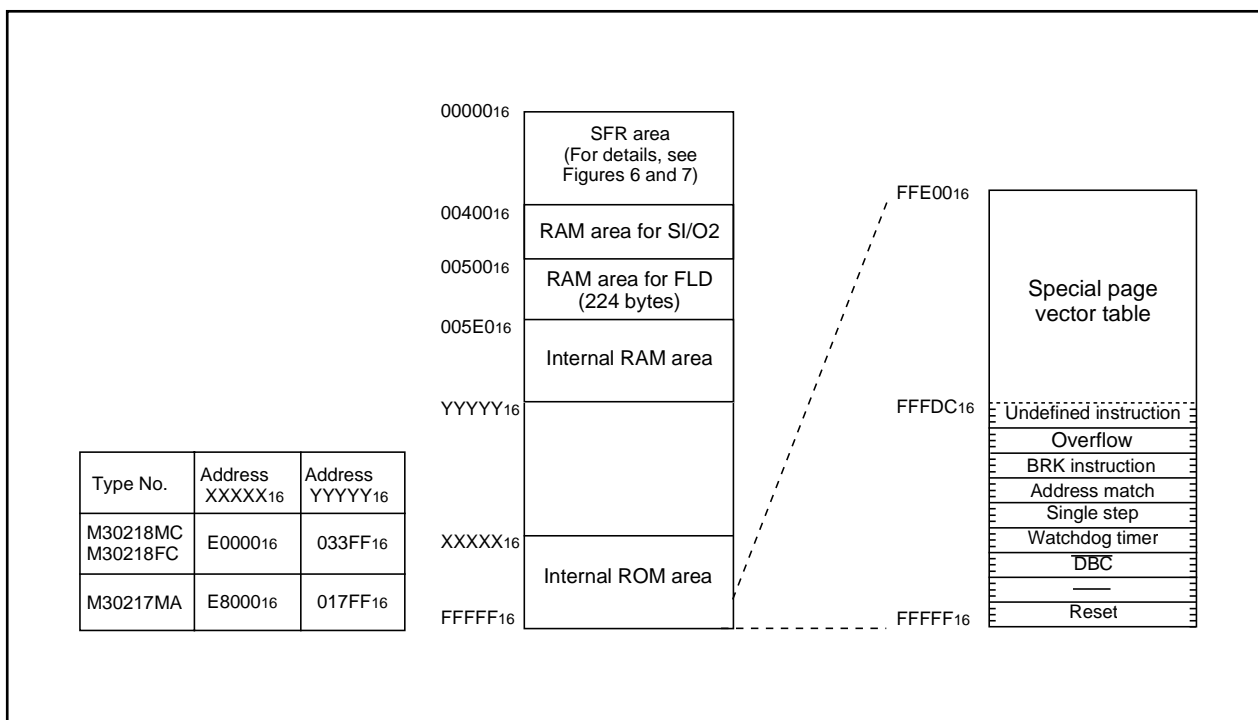 0000016
SFR area
(For details, see
Figures 6 and 7)
0040016
RAM area for SI/O2
0050016
RAM area for FLD
(224 bytes)
005E016
Internal RAM area
YYYYY16
XXXXX16
Internal ROM area
FFFFF16
Type No.
Address
XXXXX16
Address
YYYYY16
M30218MC
M30218FC
E000016
033FF16
M30217MA
E800016
017FF16
FFE0016
Special page
vector table
FFFDC16
Undefined instruction
Overflow
BRK instruction
Address match
Single step
Watchdog timer
DBC
Reset
FFFFF16